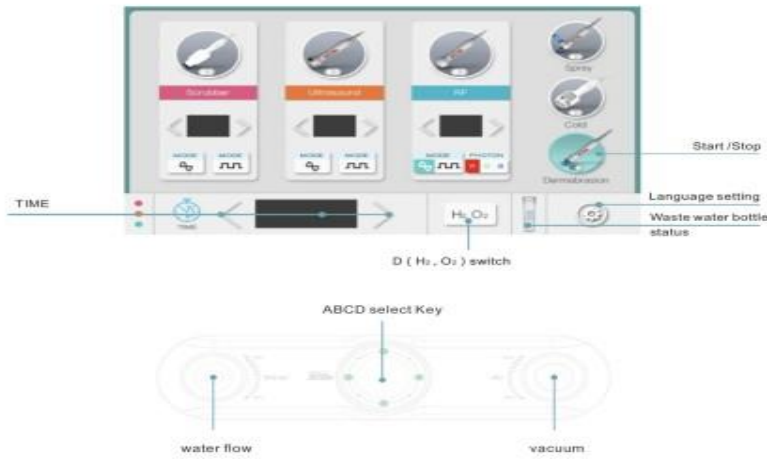 Scrubber
Ultrasound
RF
Spray
Cold
Dermabrasion
MODE MODE
MODE MODE
MODE PHOTON
R
Start /Stop
TIME
TIME
H₂ O₂
Language setting
Waste water bottle
status
D ( H₂ , O₂ ) switch
ABCD select Key
water flow
vacuum